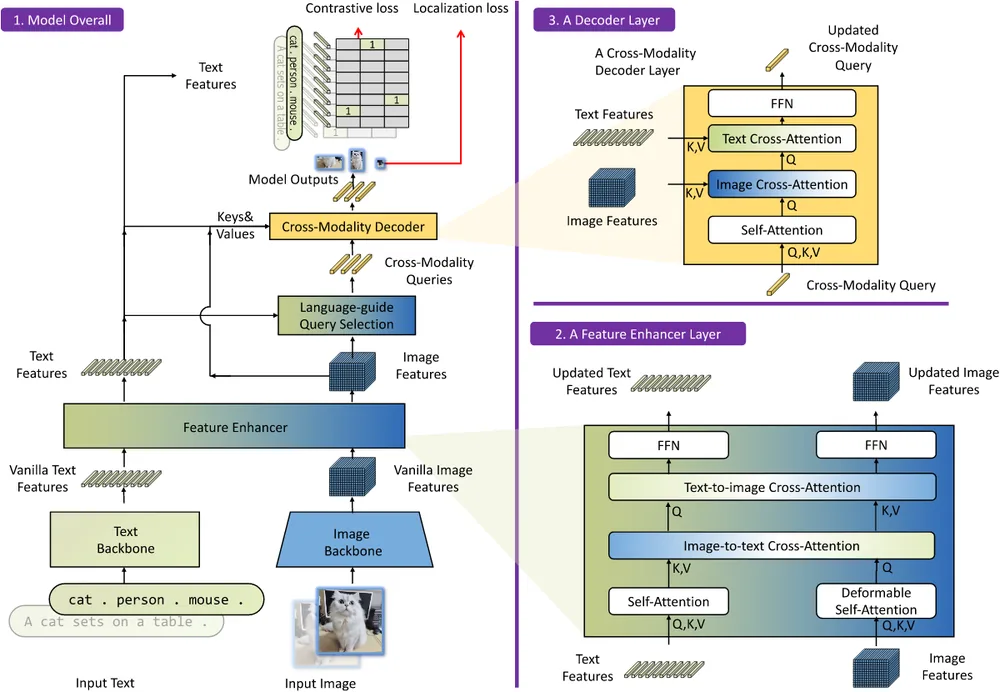 1. Model Overall
Contrastive loss
Localization loss
cat . person . mouse .
A cat sets on a table .
1
1
1
1
Text
Features
Model Outputs
Keys&
Values
Cross-Modality Decoder
Cross-Modality
Queries
Language-guide
Query Selection
Text
Features
Image
Features
Feature Enhancer
Vanilla Text
Features
Vanilla Image
Features
Text
Backbone
Image
Backbone
cat . person . mouse .
A cat sets on a table .
Input Text
Input Image
3. A Decoder Layer
A Cross-Modality
Decoder Layer
Updated
Cross-Modality
Query
FFN
Text Features
Text Cross-Attention
K,V
Q
Image Cross-Attention
K,V
Q
Image Features
Self-Attention
Q,K,V
Cross-Modality Query
2. A Feature Enhancer Layer
Updated Text
Features
Updated Image
Features
FFN
FFN
Text-to-image Cross-Attention
Q
K,V
Image-to-text Cross-Attention
K,V
Q
Self-Attention
Deformable
Self-Attention
Q,K,V
Q,K,V
Text
Features
Image
Features